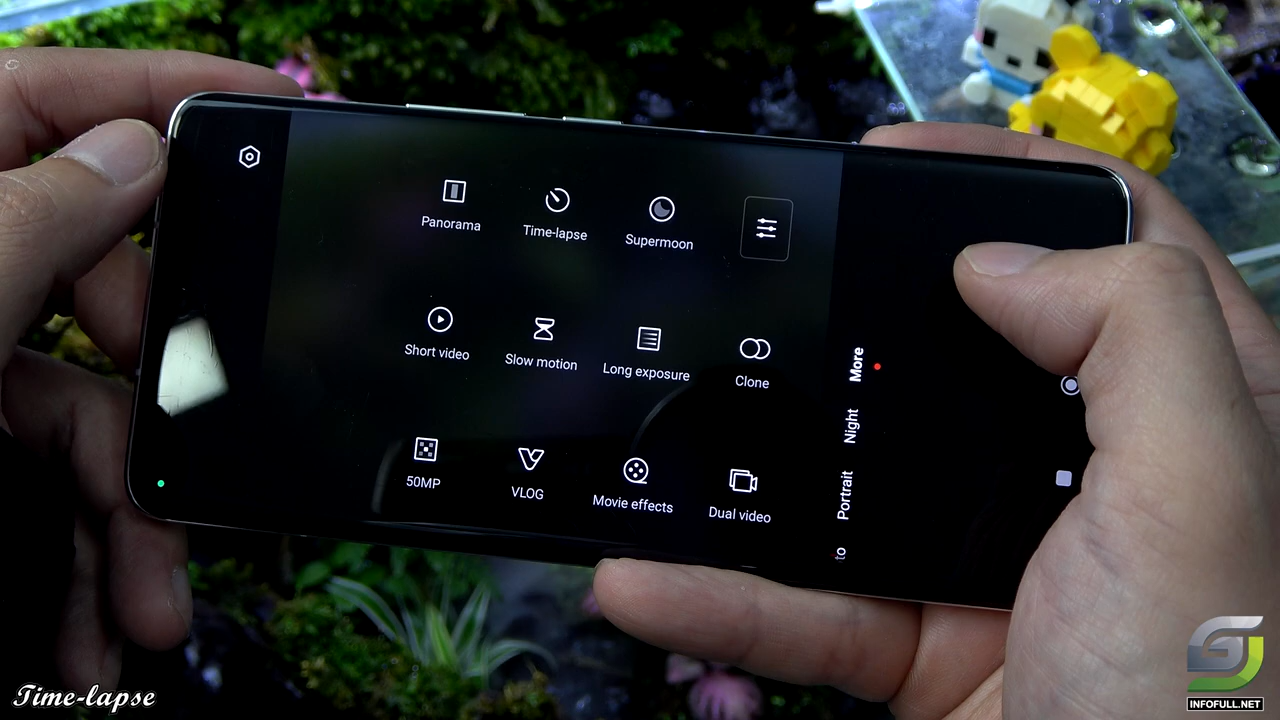 Panorama
Time-lapse
Supermoon
Short video
Slow motion
Long exposure
Clone
50MP
VLOG
Movie effects
Dual video
More
Night
Portrait
to
Time-lapse
INFOFULL.NET